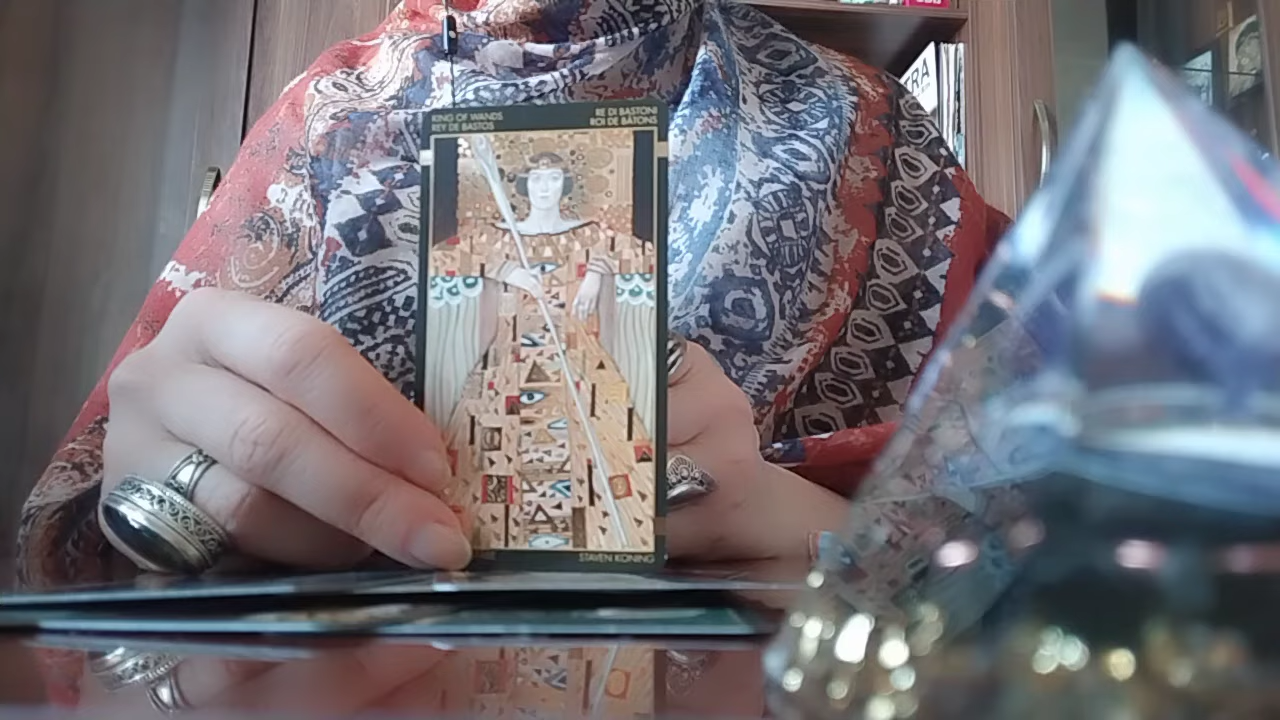 KING OF WANDS
REY DE BASTOS
RE DI BASTONI
ROI DE BÂTONS
STAVEN KONING